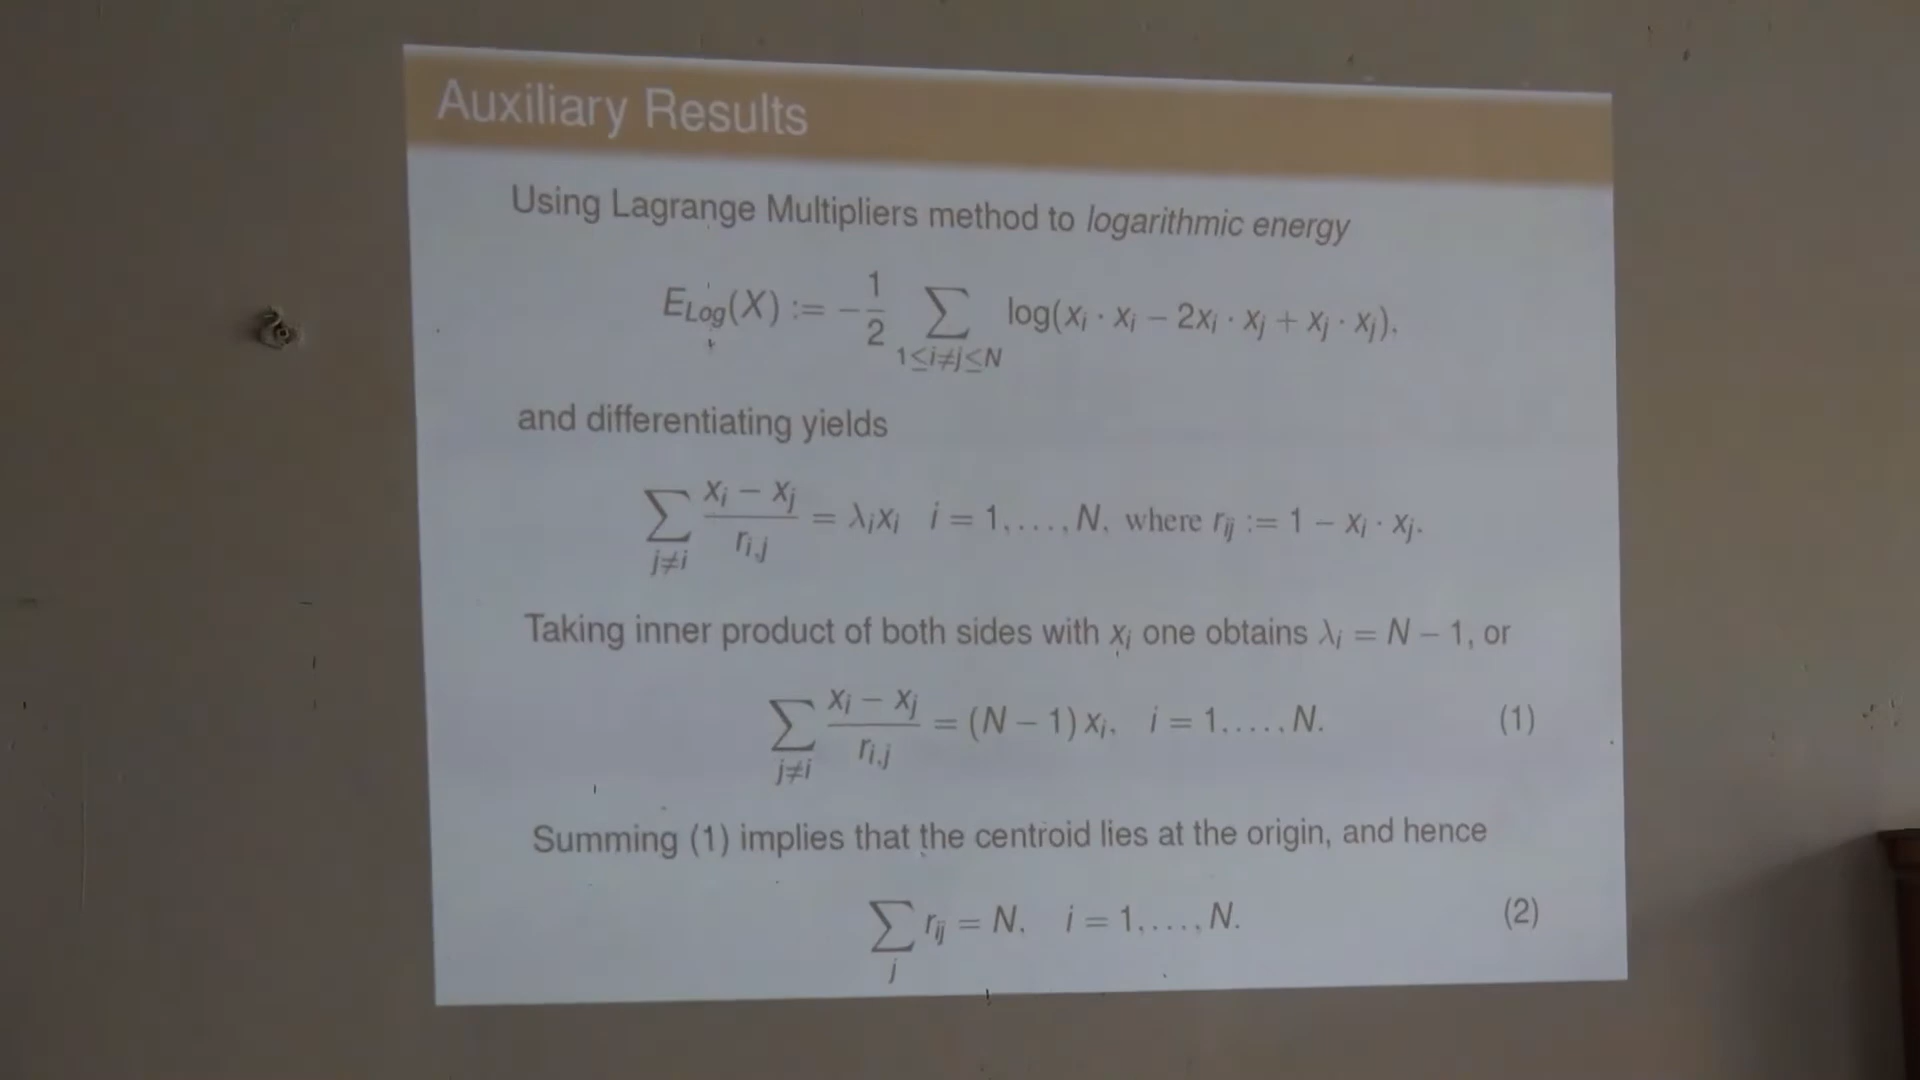 Auxiliary Results
Using Lagrange Multipliers method to logarithmic energy
E_Log(X) := −1/2 ∑_{1≤i≠j≤N} log(x_i · x_i − 2x_i · x_j + x_j · x_j),
and differentiating yields
∑_{j≠i} (x_i − x_j)/r_{i,j} = λ_i x_i i = 1, . . . , N, where r_{ij} := 1 − x_i · x_j.
Taking inner product of both sides with x_i one obtains λ_i = N − 1, or
∑_{j≠i} (x_i − x_j)/r_{i,j} = (N − 1) x_i, i = 1, . . . , N. (1)
Summing (1) implies that the centroid lies at the origin, and hence
∑_j r_{ij} = N, i = 1, . . . , N. (2)